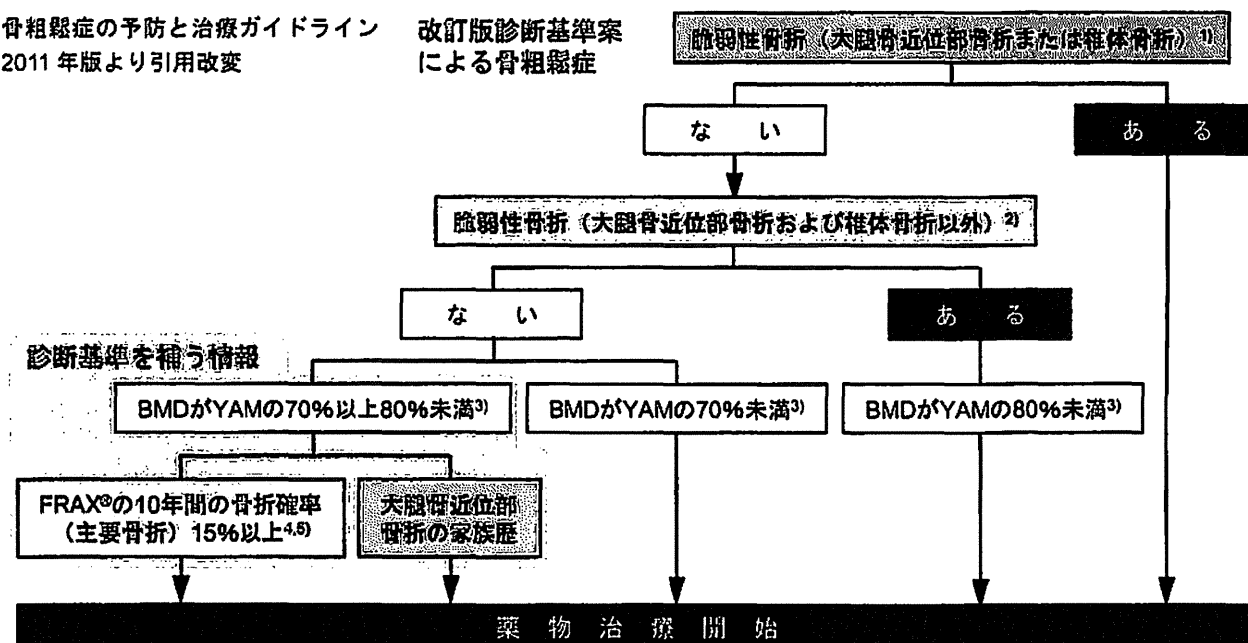 骨粗鬆症の予防と治療ガイドライン
2011年版より引用改変
改訂版診断基準案
による骨粗鬆症
脆弱性骨折（大腿骨近位部骨折または椎体骨折）1)
ない
ある
脆弱性骨折（大腿骨近位部骨折および椎体骨折以外）2)
ない
ある
診断基準を補う情報
BMDがYAMの70%以上80%未満3)
BMDがYAMの70%未満3)
BMDがYAMの80%未満3)
FRAX®の10年間の骨折確率
（主要骨折）15%以上4,5)
大腿骨近位部
骨折の家族歴
薬物治療開始